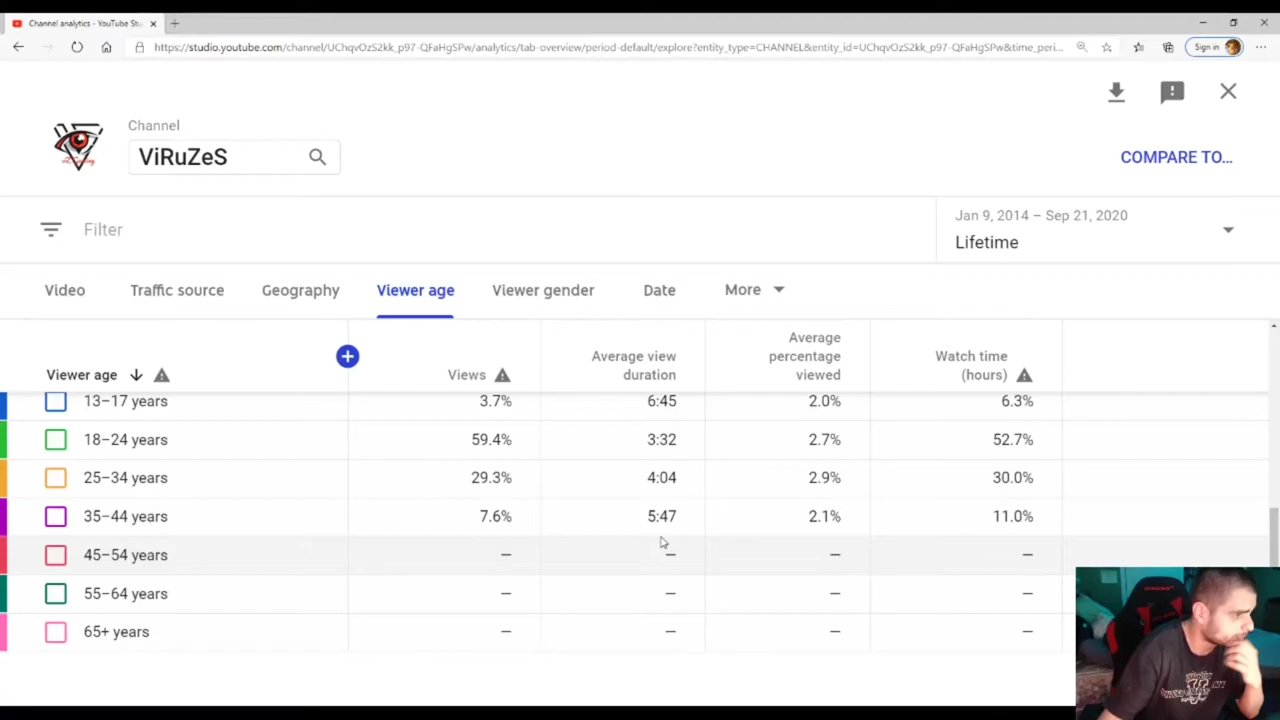 Channel analytics - YouTube Stu
https://studio.youtube.com/channel/UChqvOzS2kk_p97-QFaHgSPw/analytics/tab-overview/period-default/explore?entity_type=CHANNEL&entity_id=UChqvOzS2kk_p97-QFaHgSPw&time_peri...
Sign in
Channel
ViRuZeS
COMPARE TO...
Filter
Jan 9, 2014 – Sep 21, 2020
Lifetime
Video Traffic source Geography Viewer age Viewer gender Date More
Viewer age Views Average view duration Average percentage viewed Watch time (hours)
13–17 years 3.7% 6:45 2.0% 6.3%
18–24 years 59.4% 3:32 2.7% 52.7%
25–34 years 29.3% 4:04 2.9% 30.0%
35–44 years 7.6% 5:47 2.1% 11.0%
45–54 years – – – –
55–64 years – – – –
65+ years – – – –